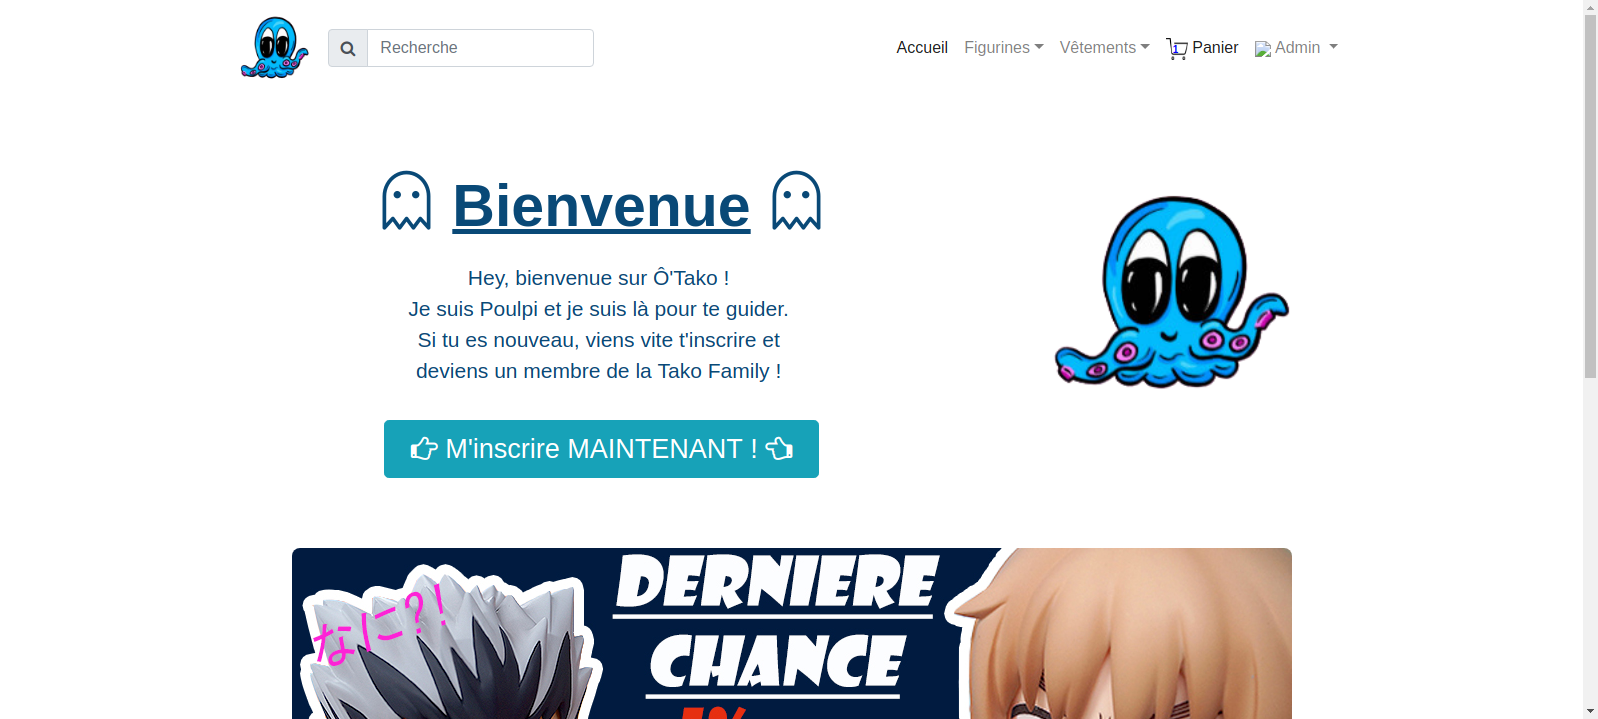 Recherche
Accueil
Figurines
Vêtements
1
Panier
Admin
Bienvenue
Hey, bienvenue sur Ô'Tako !
Je suis Poulpi et je suis là pour te guider.
Si tu es nouveau, viens vite t'inscrire et
deviens un membre de la Tako Family !
M'inscrire MAINTENANT !
なに?!
DERNIERE
CHANCE